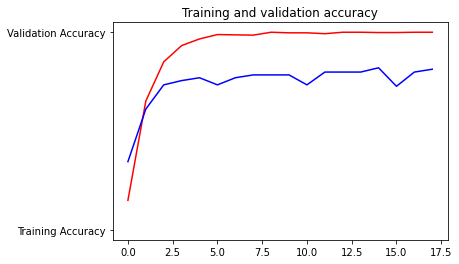 Training and validation accuracy
Validation Accuracy
Training Accuracy
0.0 2.5 5.0 7.5 10.0 12.5 15.0 17.5